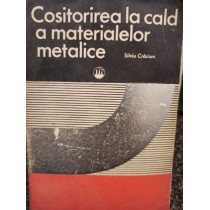 Cositorirea la cald
a materialelor
metalice
Silviu Crăciun